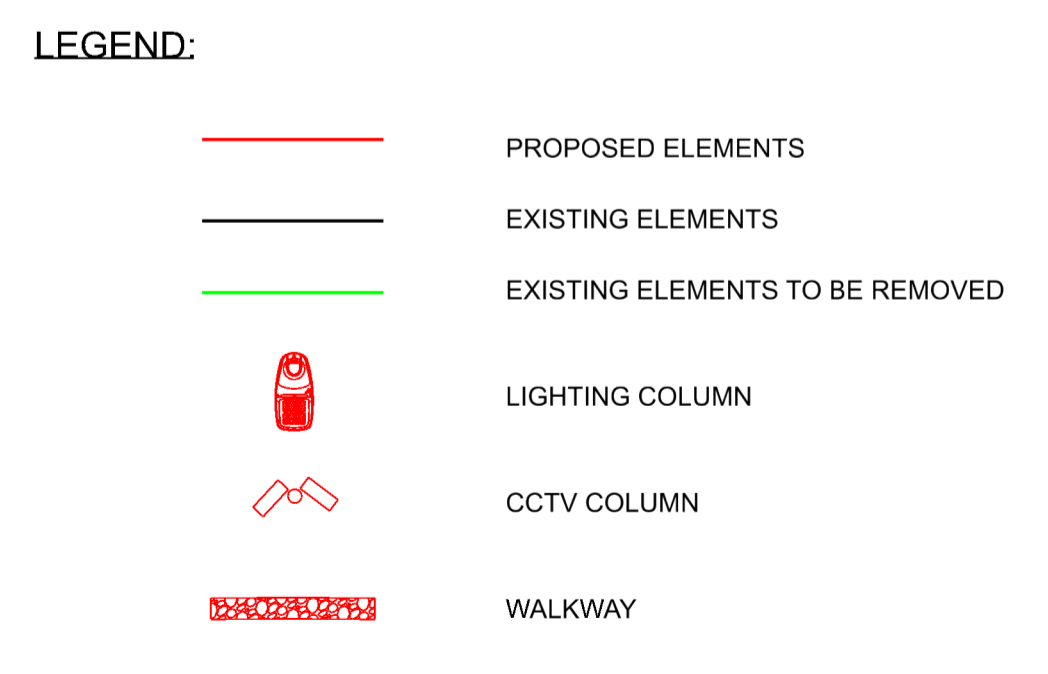 LEGEND:
PROPOSED ELEMENTS
EXISTING ELEMENTS
EXISTING ELEMENTS TO BE REMOVED
LIGHTING COLUMN
CCTV COLUMN
WALKWAY